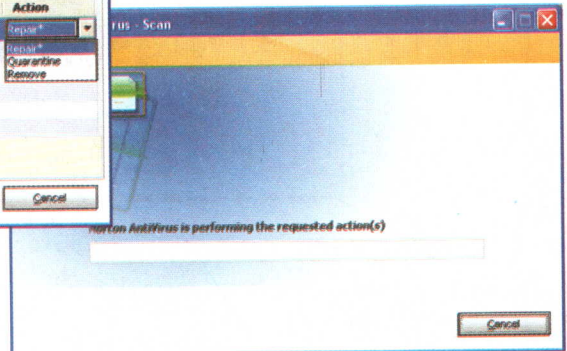 Action
rus - Scan
Repair*
Repair*
Quarantine
Remove
Cancel
Norton AntiVirus is performing the requested action(s)
Cancel